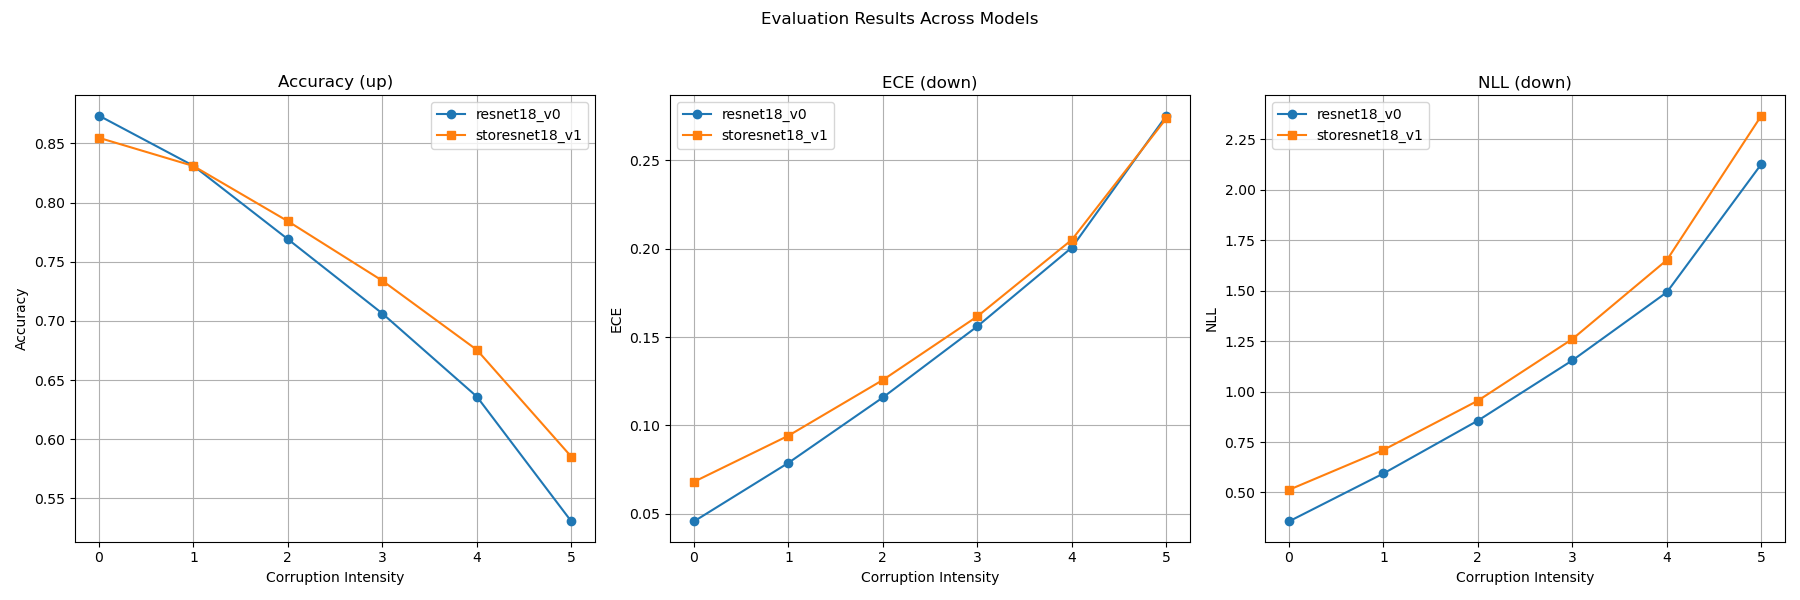 Evaluation Results Across Models
Accuracy (up)
resnet18_v0
storesnet18_v1
0.85
0.80
0.75
0.70
0.65
0.60
0.55
Accuracy
0 1 2 3 4 5
Corruption Intensity
ECE (down)
resnet18_v0
storesnet18_v1
0.25
0.20
0.15
0.10
0.05
ECE
0 1 2 3 4 5
Corruption Intensity
NLL (down)
resnet18_v0
storesnet18_v1
2.25
2.00
1.75
1.50
1.25
1.00
0.75
0.50
NLL
0 1 2 3 4 5
Corruption Intensity